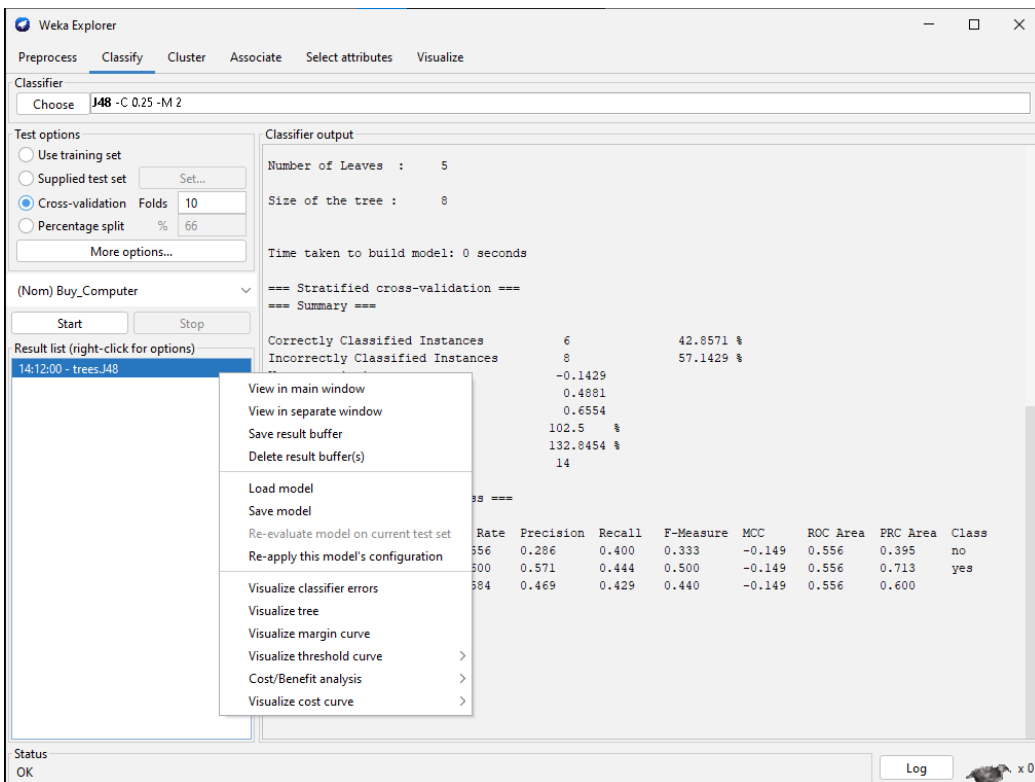 Weka Explorer
Preprocess Classify Cluster Associate Select attributes Visualize
Classifier
Choose J48 -C 0.25 -M 2
Test options
Use training set
Supplied test set Set...
Cross-validation Folds 10
Percentage split % 66
More options...
(Nom) Buy_Computer
Start Stop
Result list (right-click for options)
14:12:00 - trees.J48
Classifier output
Number of Leaves : 5
Size of the tree : 8
Time taken to build model: 0 seconds
=== Stratified cross-validation ===
=== Summary ===
Correctly Classified Instances 6 42.8571 %
Incorrectly Classified Instances 8 57.1429 %
-0.1429
0.4881
0.6554
102.5 %
132.8454 %
14
ss ===
Rate Precision Recall F-Measure MCC ROC Area PRC Area Class
556 0.286 0.400 0.333 -0.149 0.556 0.395 no
600 0.571 0.444 0.500 -0.149 0.556 0.713 yes
584 0.469 0.429 0.440 -0.149 0.556 0.600
View in main window
View in separate window
Save result buffer
Delete result buffer(s)
Load model
Save model
Re-evaluate model on current test set
Re-apply this model's configuration
Visualize classifier errors
Visualize tree
Visualize margin curve
Visualize threshold curve
Cost/Benefit analysis
Visualize cost curve
Status
OK
Log
x 0